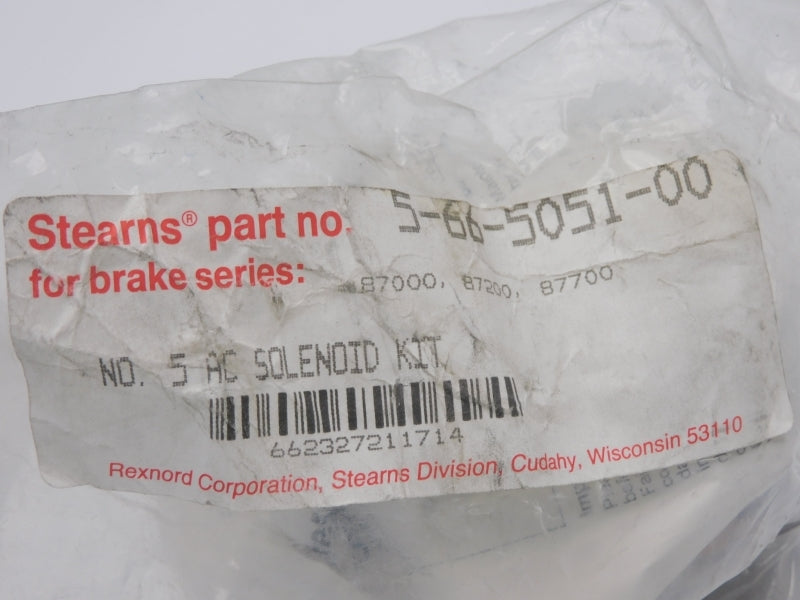 Stearns® part no. 5-66-5051-00
for brake series: 87000, 87200, 87700
NO. 5 AC SOLENOID KIT
662327211714
Rexnord Corporation, Stearns Division, Cudahy, Wisconsin 53110